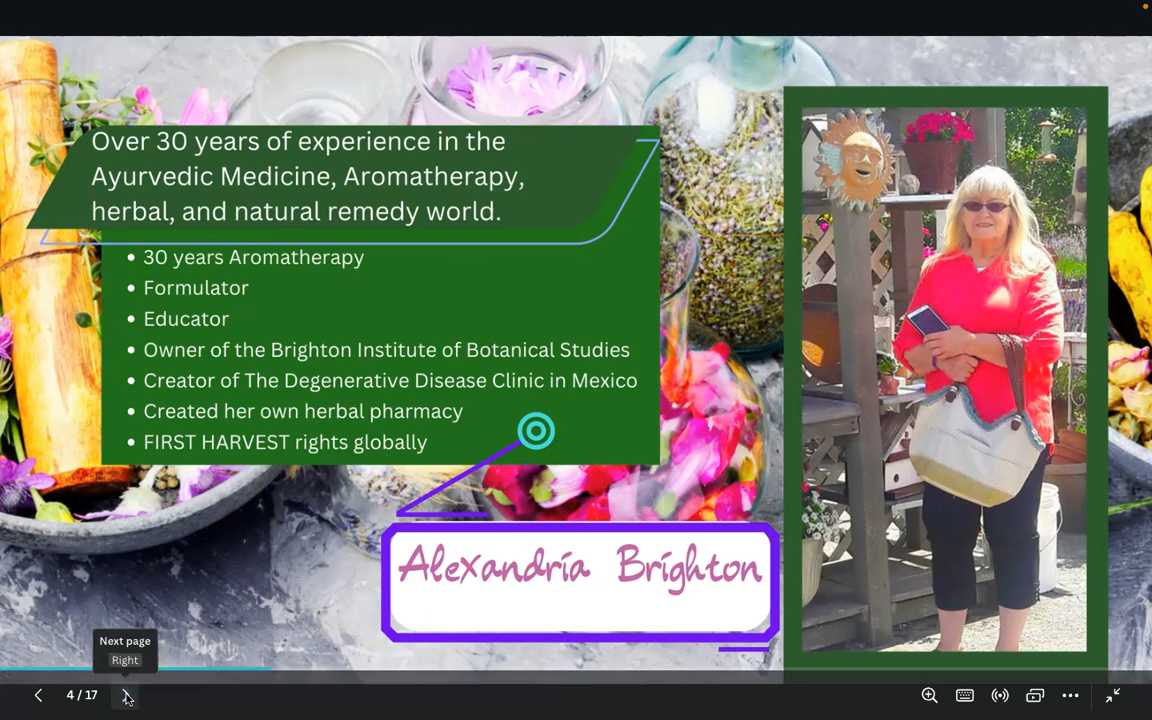 Over 30 years of experience in the
Ayurvedic Medicine, Aromatherapy,
herbal, and natural remedy world.
• 30 years Aromatherapy
• Formulator
• Educator
• Owner of the Brighton Institute of Botanical Studies
• Creator of The Degenerative Disease Clinic in Mexico
• Created her own herbal pharmacy
• FIRST HARVEST rights globally
Alexandria Brighton
Next page
Right
4 / 17